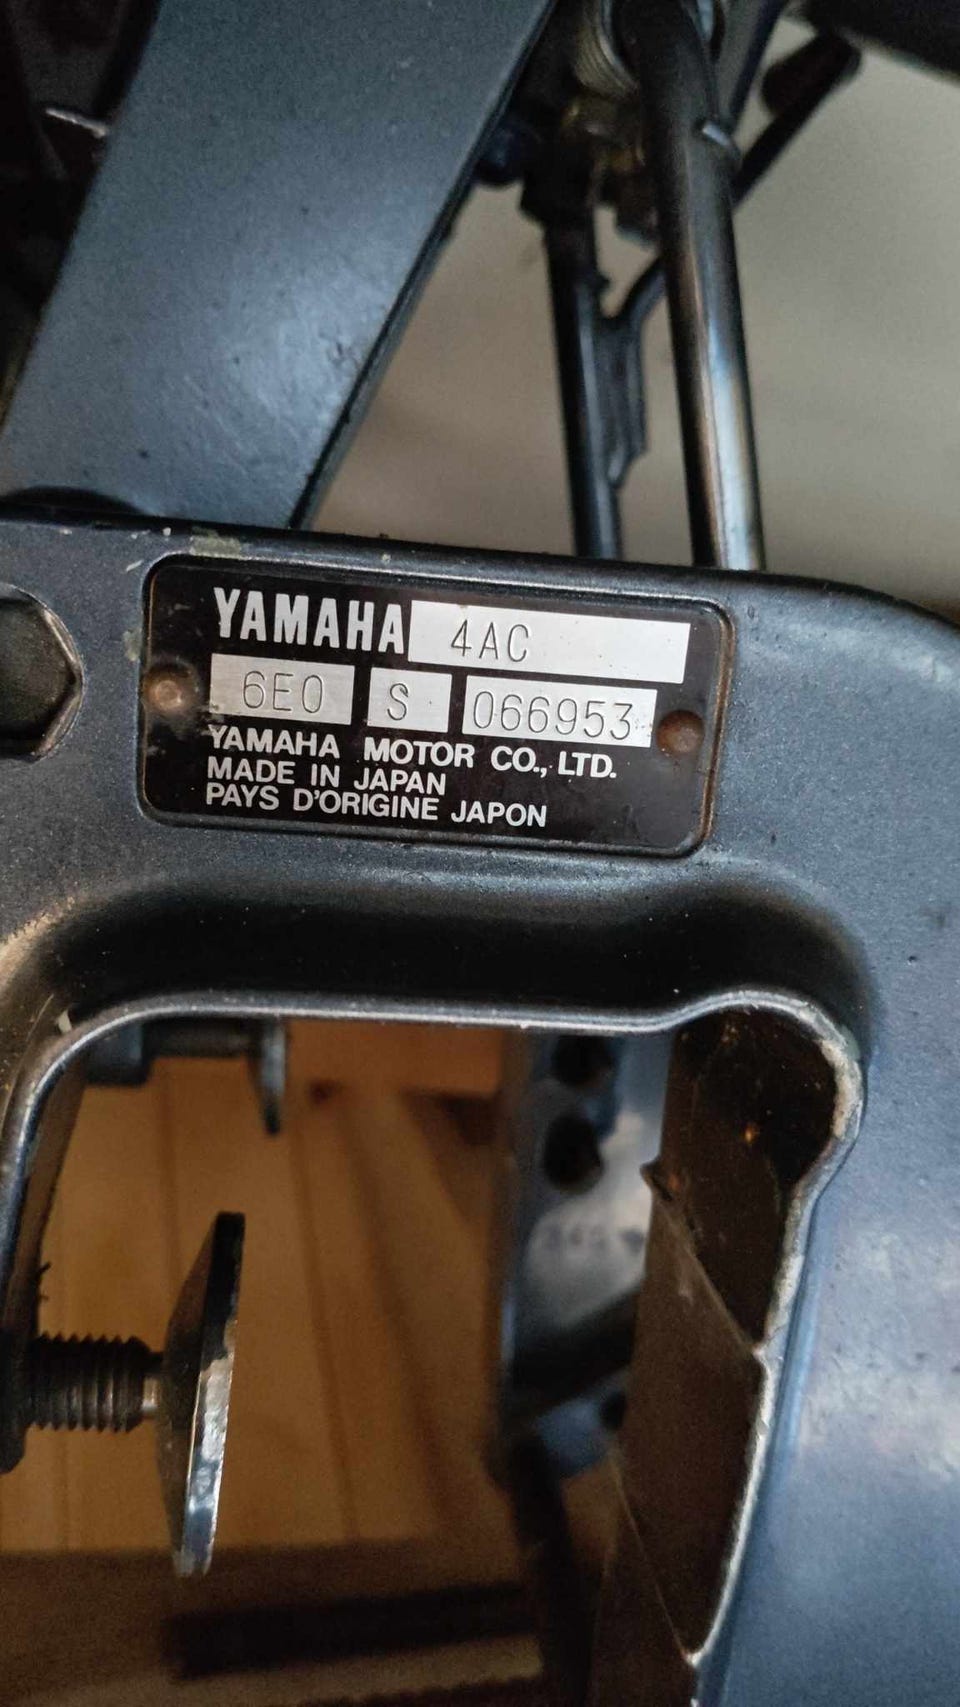 YAMAHA 4AC
6E0 S 066953
YAMAHA MOTOR CO., LTD.
MADE IN JAPAN
PAYS D'ORIGINE JAPON